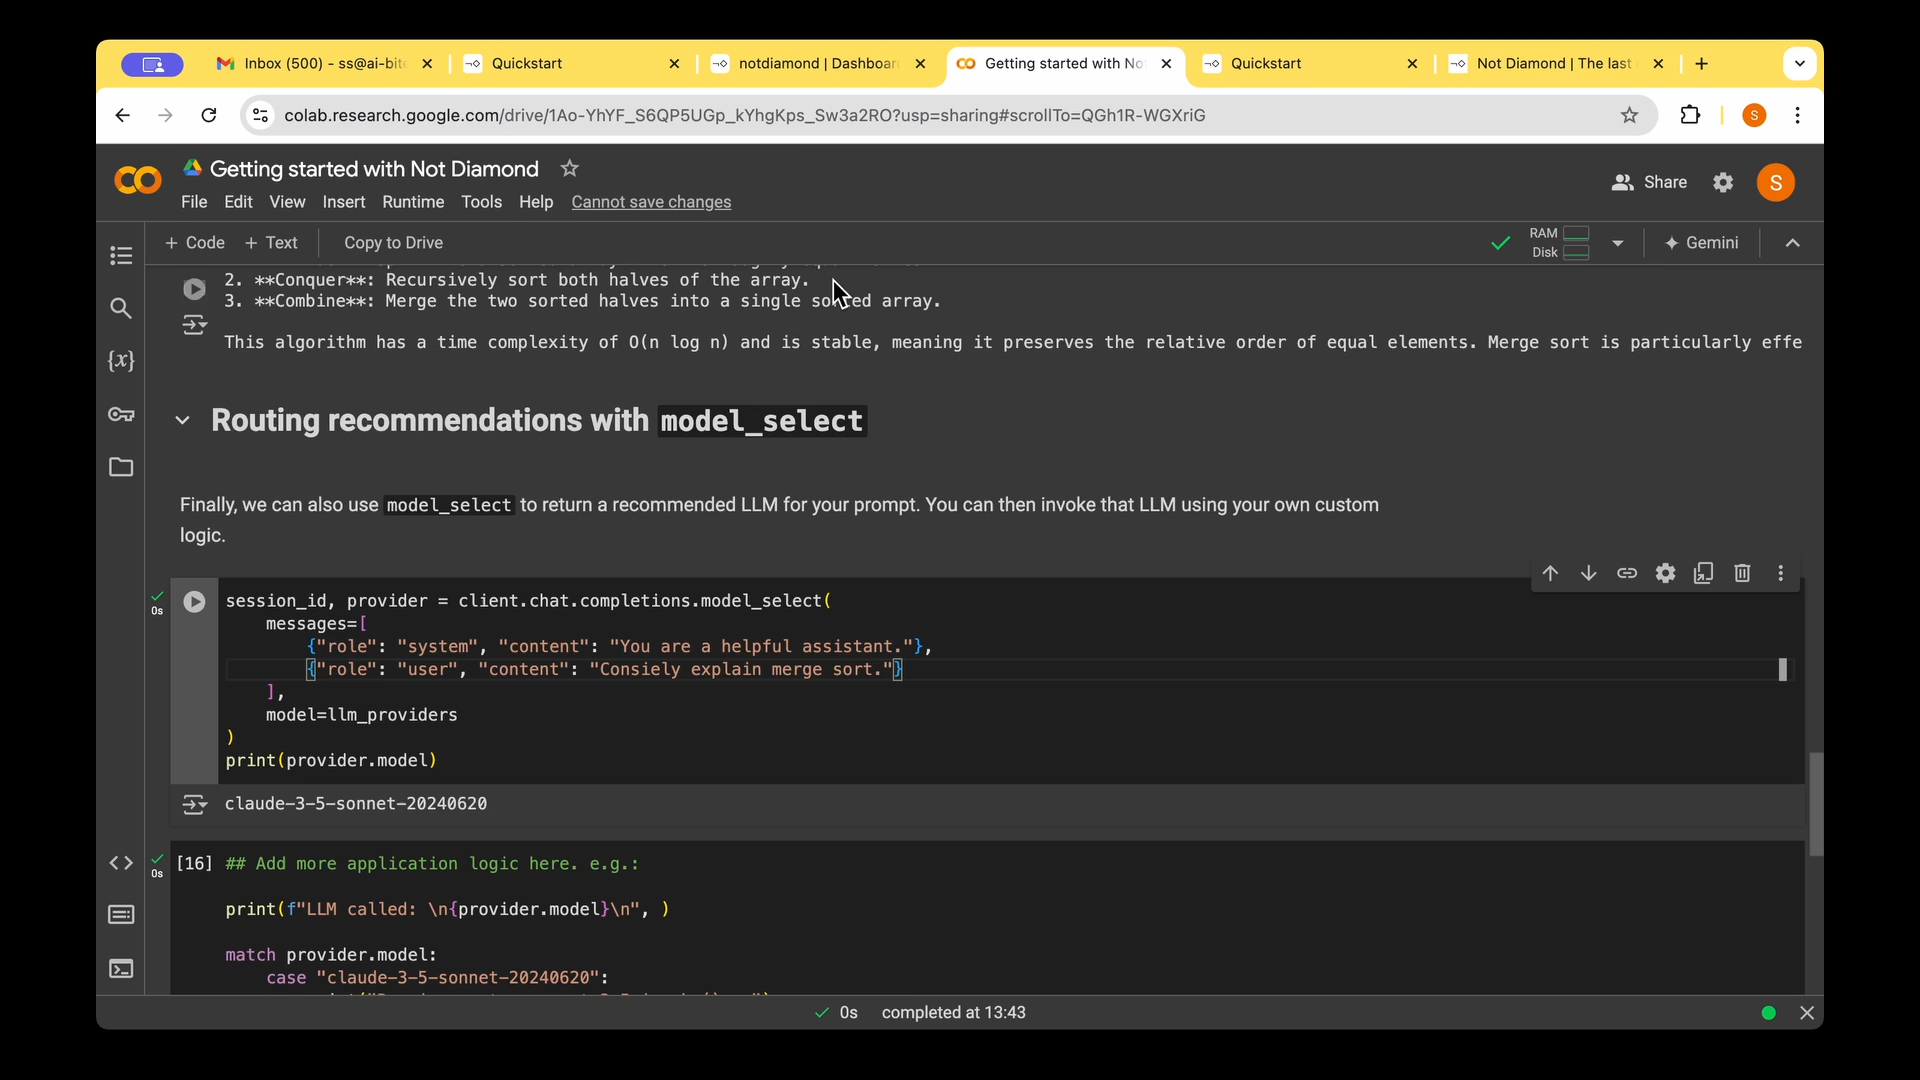 Inbox (500) - ss@ai-bit
Quickstart
notdiamond | Dashboar
Getting started with No
Quickstart
Not Diamond | The last
colab.research.google.com/drive/1Ao-YhYF_S6QP5UGp_kYhgKps_Sw3a2RO?usp=sharing#scrollTo=QGh1R-WGXriG
S
Getting started with Not Diamond
Share
S
File Edit View Insert Runtime Tools Help Cannot save changes
+ Code + Text Copy to Drive
RAM
Disk
Gemini
2. **Conquer**: Recursively sort both halves of the array.
3. **Combine**: Merge the two sorted halves into a single sorted array.
This algorithm has a time complexity of O(n log n) and is stable, meaning it preserves the relative order of equal elements. Merge sort is particularly effe
Routing recommendations with model_select
Finally, we can also use model_select to return a recommended LLM for your prompt. You can then invoke that LLM using your own custom
logic.
0s
session_id, provider = client.chat.completions.model_select(
messages=[
{"role": "system", "content": "You are a helpful assistant."},
{"role": "user", "content": "Consiely explain merge sort."}
],
model=llm_providers
)
print(provider.model)
claude-3-5-sonnet-20240620
0s
[16] ## Add more application logic here. e.g.:
print(f"LLM called: \n{provider.model}\n", )
match provider.model:
case "claude-3-5-sonnet-20240620":
0s completed at 13:43